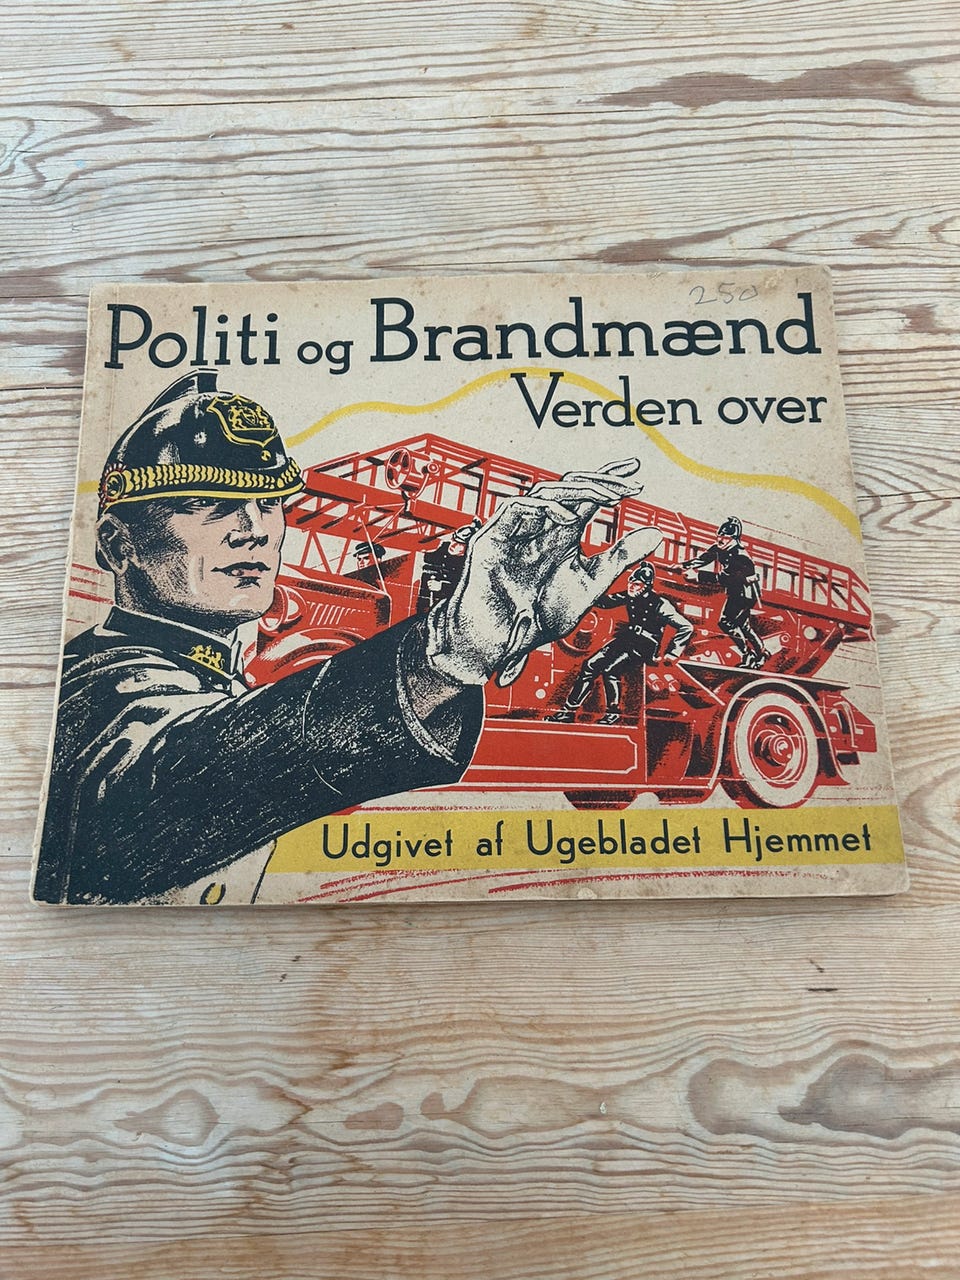 250
Politi og Brandmænd
Verden over
Udgivet af Ugebladet Hjemmet